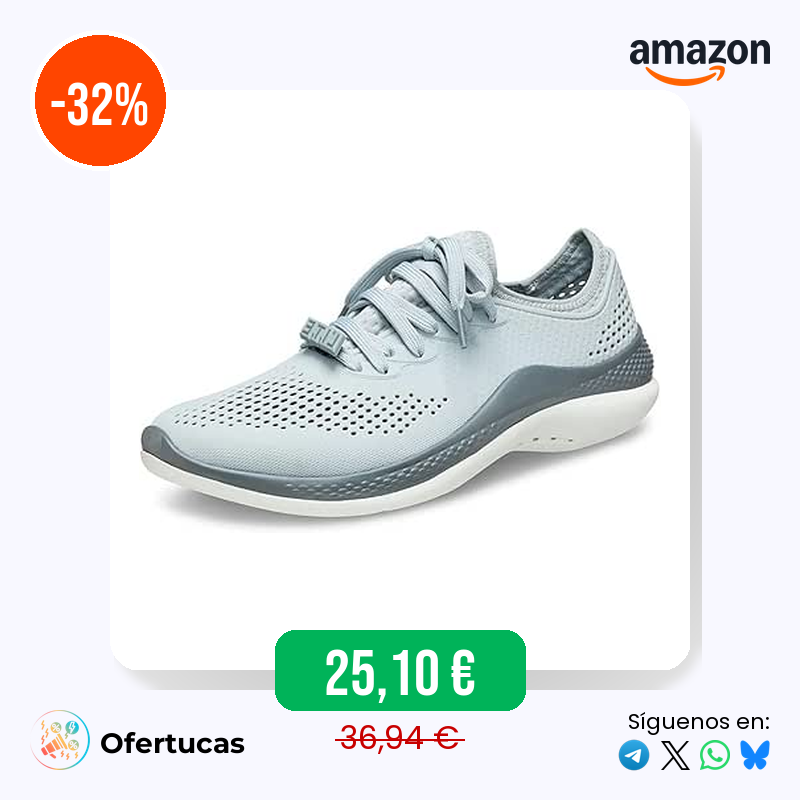 -32%
amazon
25,10 €
36,94 €
Ofertucas
Síguenos en: